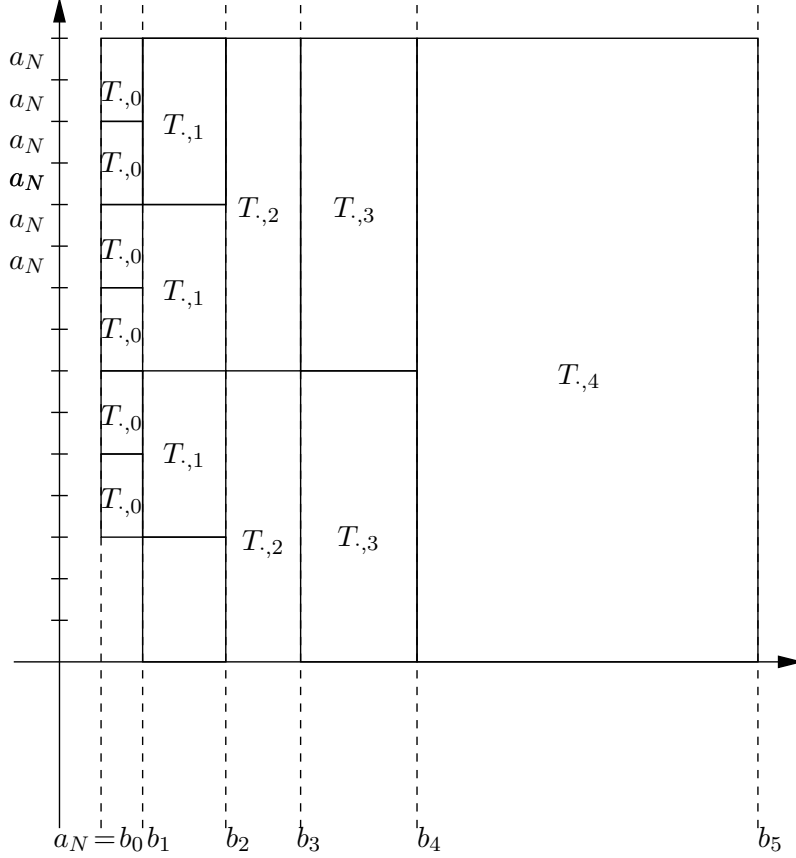 a_N
a_N
a_N
a_N
a_N
a_N
T_{·,0}
T_{·,0}
T_{·,0}
T_{·,0}
T_{·,0}
T_{·,0}
T_{·,1}
T_{·,1}
T_{·,1}
T_{·,2}
T_{·,2}
T_{·,3}
T_{·,3}
T_{·,4}
a_N = b_0 b_1 b_2 b_3 b_4 b_5